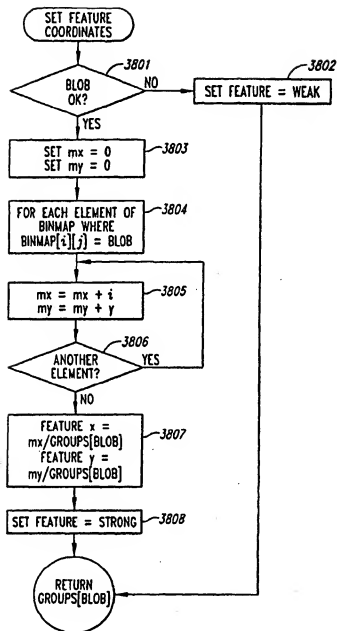 SET FEATURE
COORDINATES
3801
BLOB
OK?
NO
3802
SET FEATURE = WEAK
YES
SET mx = 0
SET my = 0
3803
FOR EACH ELEMENT OF
BINMAP WHERE
BINMAP[i][j] = BLOB
3804
mx = mx + i
my = my + y
3805
3806
ANOTHER
ELEMENT?
YES
NO
FEATURE x =
mx/GROUPS[BLOB]
FEATURE y =
my/GROUPS[BLOB]
3807
SET FEATURE = STRONG
3808
RETURN
GROUPS[BLOB]